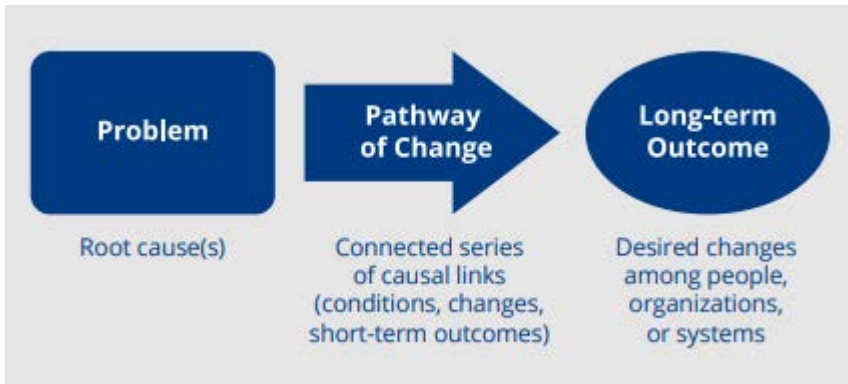 Problem
Pathway
of Change
Long-term
Outcome
Root cause(s)
Connected series
of causal links
(conditions, changes,
short-term outcomes)
Desired changes
among people,
organizations,
or systems